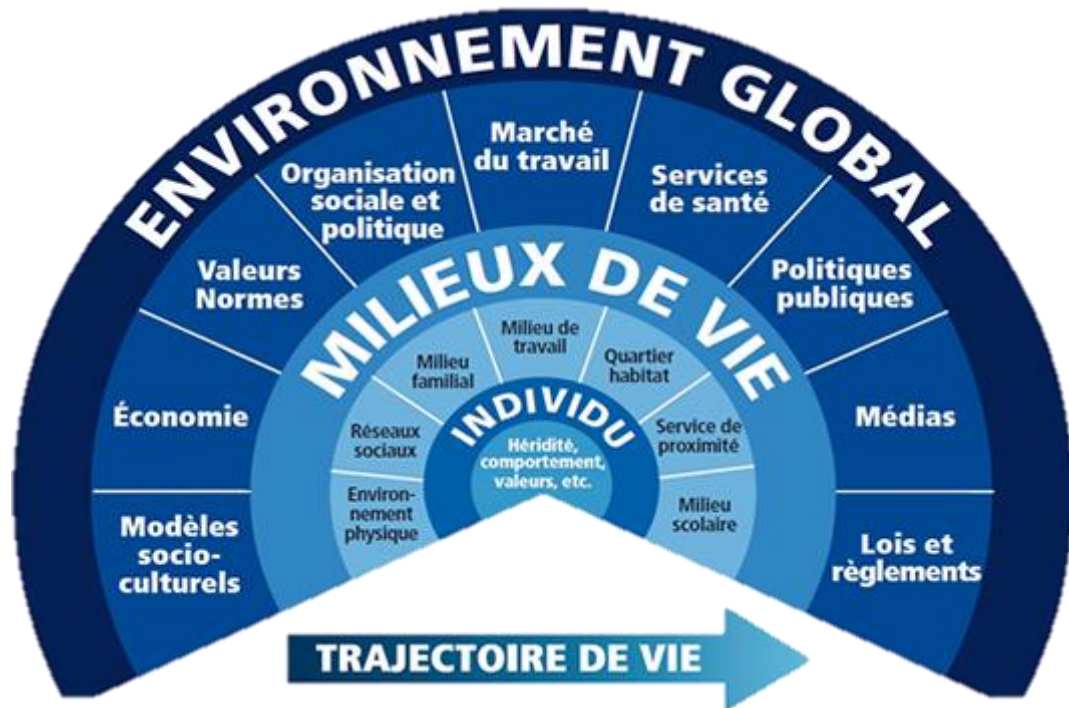 ENVIRONNEMENT GLOBAL
Modèles
socio-
culturels
Économie
Valeurs
Normes
Organisation
sociale et
politique
Marché
du travail
Services
de santé
Politiques
publiques
Médias
Lois et
règlements
MILIEUX DE VIE
Environ-
nement
physique
Réseaux
sociaux
Milieu
familial
Milieu de
travail
Quartier
habitat
Service de
proximité
Milieu
scolaire
INDIVIDU
Héridité,
comportement,
valeurs, etc.
TRAJECTOIRE DE VIE